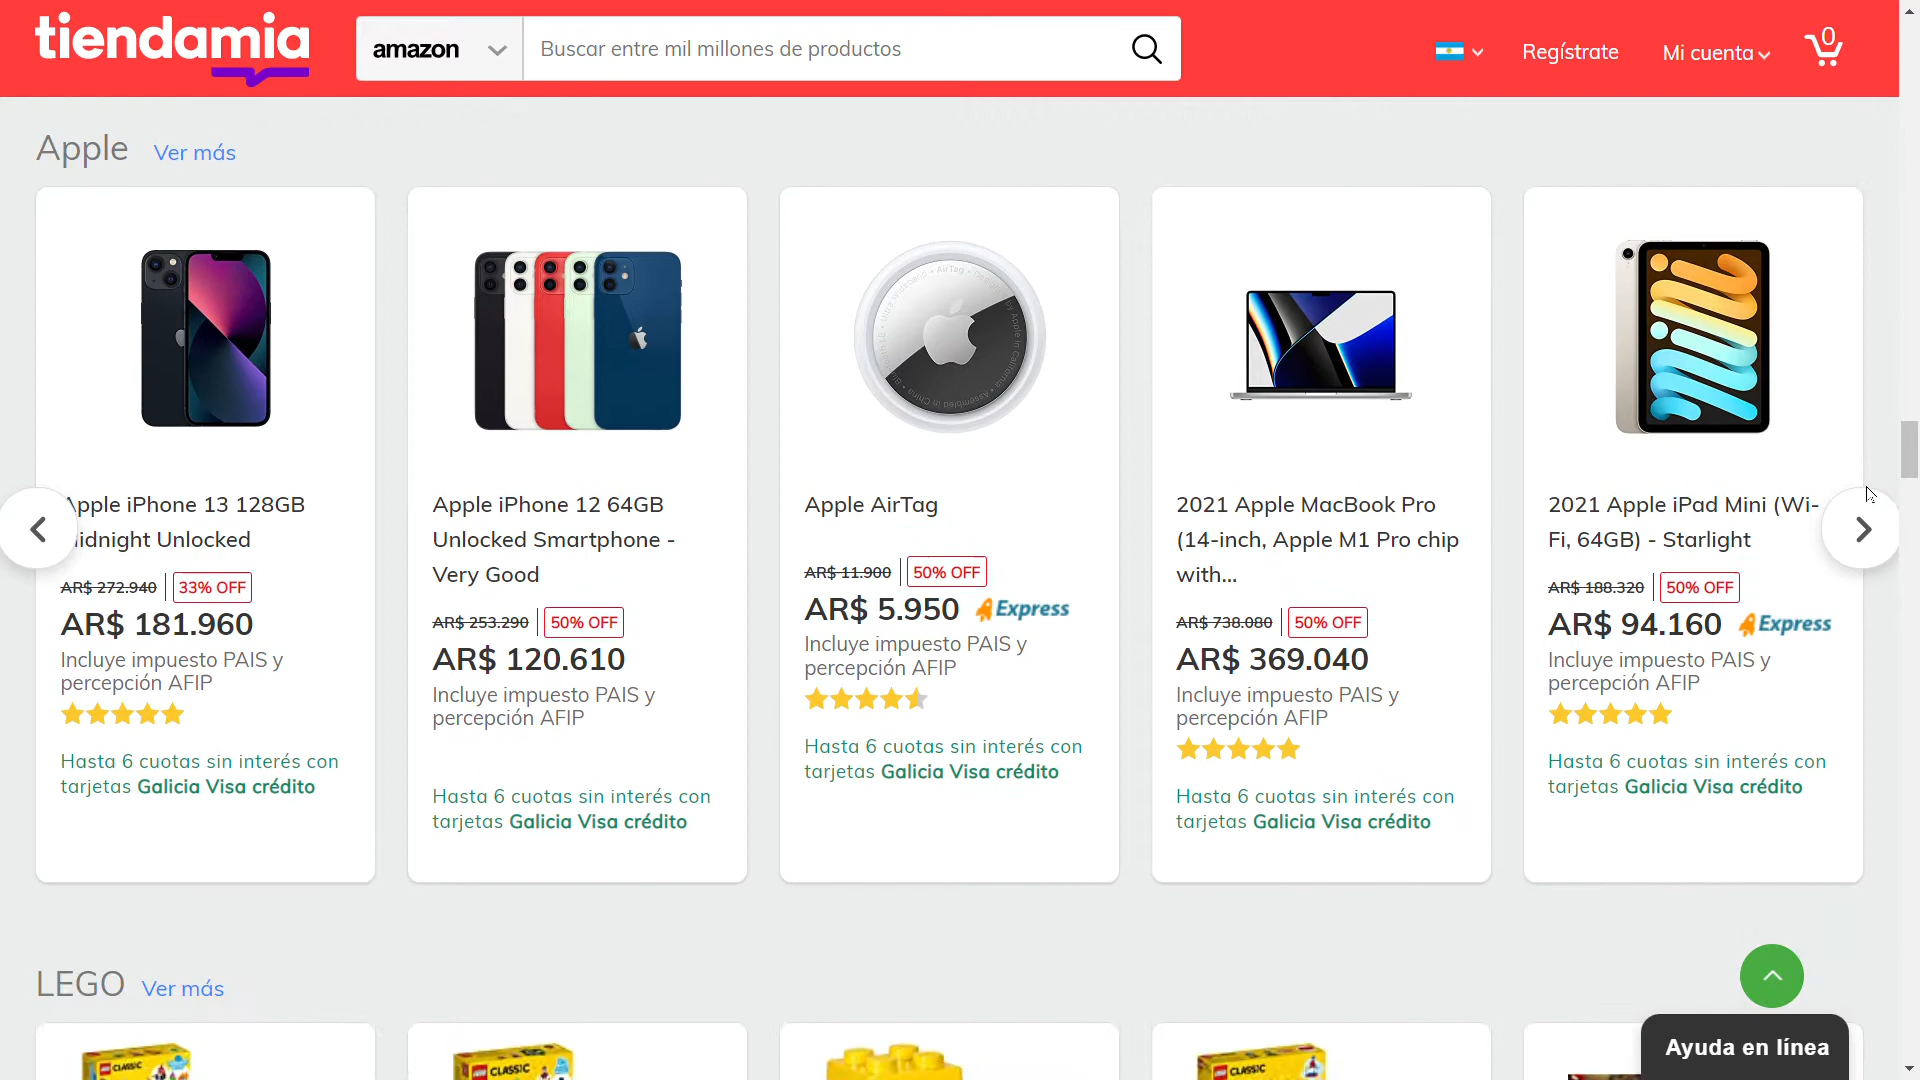 tiendamia
amazon
Buscar entre mil millones de productos
Regístrate
Mi cuenta
0
Apple Ver más
Apple iPhone 13 128GB
Midnight Unlocked
AR$ 272.940 33% OFF
AR$ 181.960
Incluye impuesto PAIS y
percepción AFIP
Hasta 6 cuotas sin interés con
tarjetas Galicia Visa crédito
Apple iPhone 12 64GB
Unlocked Smartphone -
Very Good
AR$ 253.290 50% OFF
AR$ 120.610
Incluye impuesto PAIS y
percepción AFIP
Hasta 6 cuotas sin interés con
tarjetas Galicia Visa crédito
Apple AirTag
AR$ 11.900 50% OFF
AR$ 5.950 Express
Incluye impuesto PAIS y
percepción AFIP
Hasta 6 cuotas sin interés con
tarjetas Galicia Visa crédito
2021 Apple MacBook Pro
(14-inch, Apple M1 Pro chip
with...
AR$ 738.080 50% OFF
AR$ 369.040
Incluye impuesto PAIS y
percepción AFIP
Hasta 6 cuotas sin interés con
tarjetas Galicia Visa crédito
2021 Apple iPad Mini (Wi-
Fi, 64GB) - Starlight
AR$ 188.320 50% OFF
AR$ 94.160 Express
Incluye impuesto PAIS y
percepción AFIP
Hasta 6 cuotas sin interés con
tarjetas Galicia Visa crédito
LEGO Ver más
CLASSIC
CLASSIC
CLASSIC
Ayuda en línea